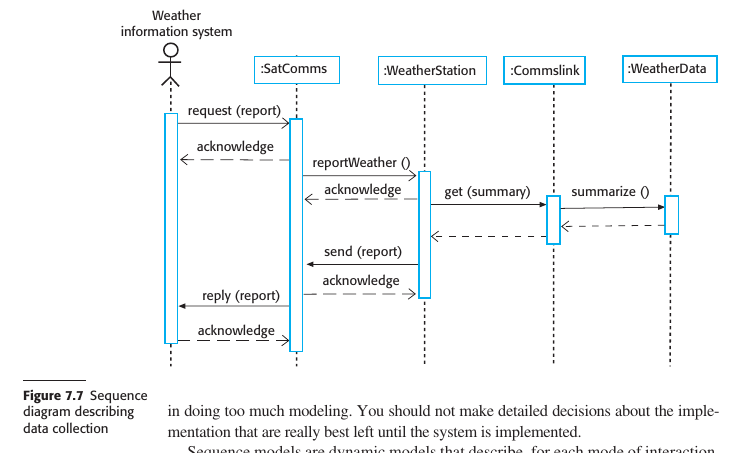 Weather
information system
:SatComms
:WeatherStation
:Commslink
:WeatherData
request (report)
acknowledge
reportWeather ()
acknowledge
get (summary)
summarize ()
send (report)
acknowledge
reply (report)
acknowledge
Figure 7.7 Sequence
diagram describing
data collection
in doing too much modeling. You should not make detailed decisions about the imple-
mentation that are really best left until the system is implemented.
Sequence models are dynamic models that describe, for each mode of interaction,